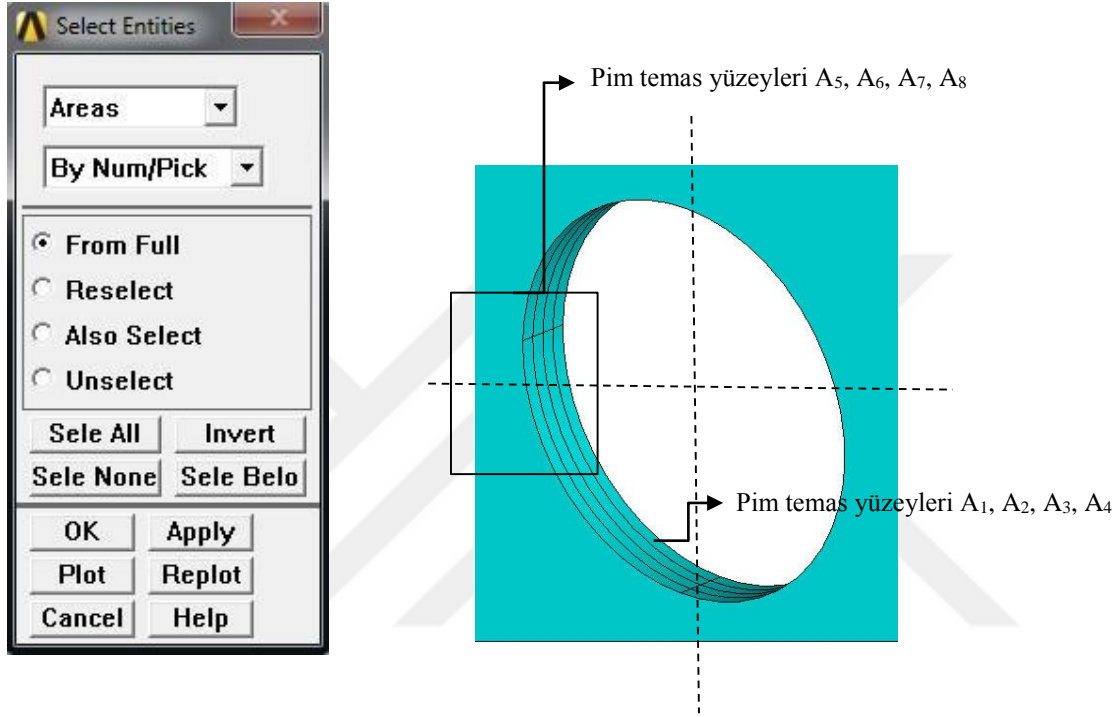 Select Entities
X
Areas
By Num/Pick
From Full
Reselect
Also Select
Unselect
Sele All Invert
Sele None Sele Belo
OK Apply
Plot Replot
Cancel Help
Pim temas yüzeyleri A₅, A₆, A₇, A₈
Pim temas yüzeyleri A₁, A₂, A₃, A₄